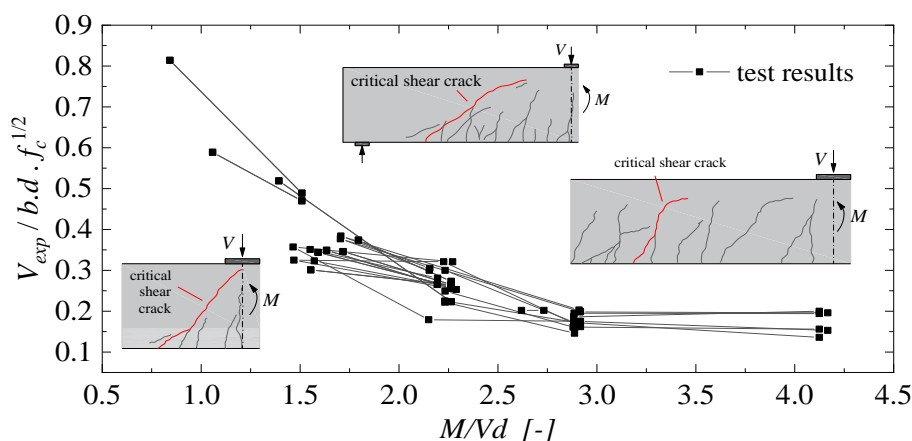 0.9
0.8
0.7
0.6
0.5
0.4
0.3
0.2
0.1
V_exp / b.d . f_c^1/2
V
critical shear crack
M
test results
critical shear crack
V
M
V
critical
shear
crack
M
0.5 1.0 1.5 2.0 2.5 3.0 3.5 4.0 4.5
M/Vd [-]